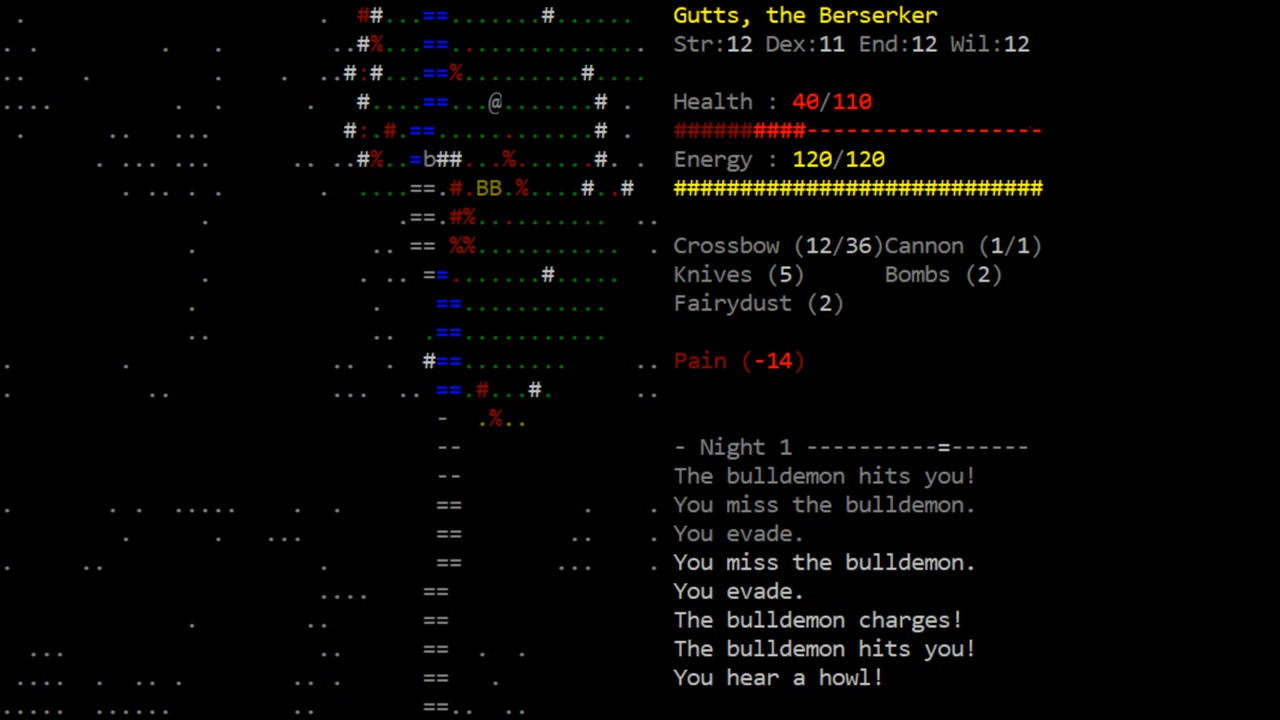 Gutts, the Berserker
Str:12 Dex:11 End:12 Wil:12
Health : 40/110
Energy : 120/120
Crossbow (12/36)Cannon (1/1)
Knives (5) Bombs (2)
Fairydust (2)
Pain (-14)
- Night 1 ----------=------
The bulldemon hits you!
You miss the bulldemon.
You evade.
You miss the bulldemon.
You evade.
The bulldemon charges!
The bulldemon hits you!
You hear a howl!